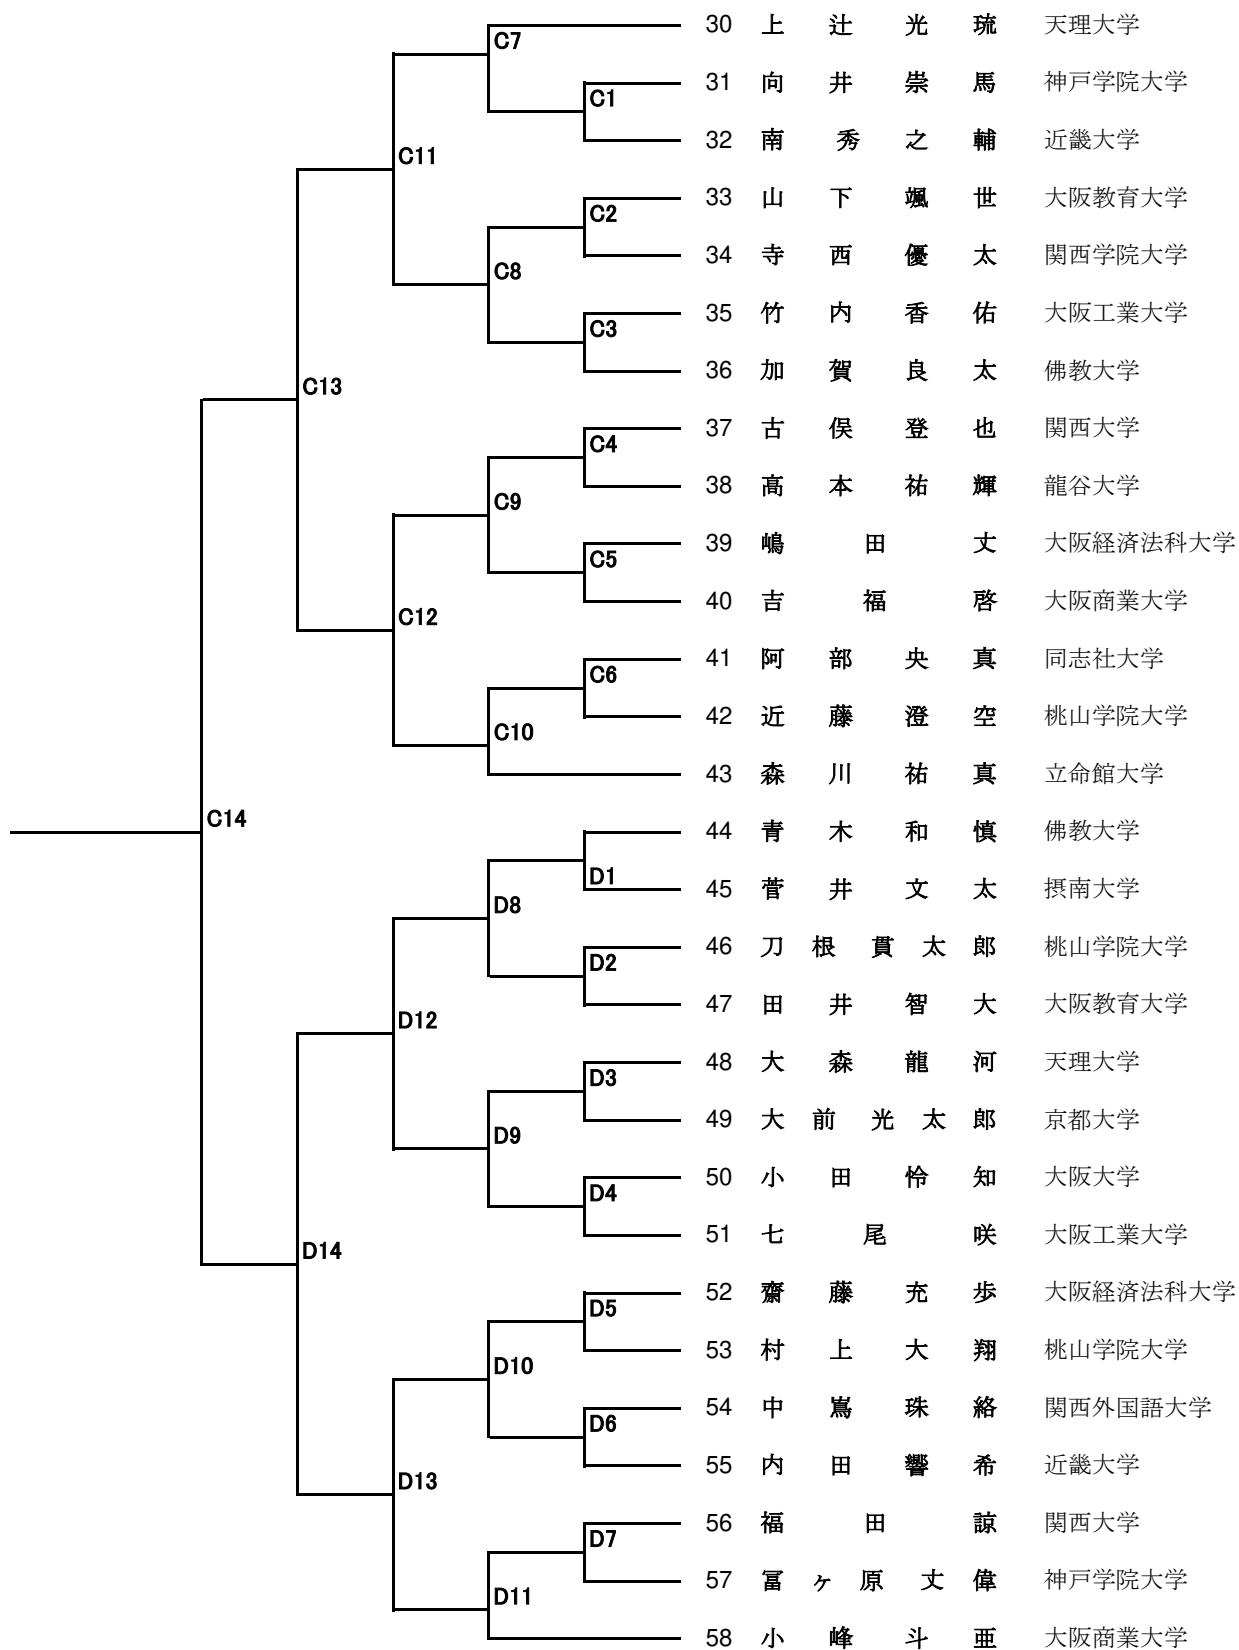 30 上辻光琉 天理大学
C7
31 向井崇馬 神戸学院大学
C1
32 南秀之輔 近畿大学
C11
33 山下颯世 大阪教育大学
C2
34 寺西優太 関西学院大学
C8
35 竹内香佑 大阪工業大学
C3
36 加賀良太 佛教大学
C13
37 古俣登也 関西大学
C4
38 髙本祐輝 龍谷大学
C9
39 嶋田丈 大阪経済法科大学
C5
40 吉福啓 大阪商業大学
C12
41 阿部央真 同志社大学
C6
42 近藤澄空 桃山学院大学
C10
43 森川祐真 立命館大学
C14
44 青木和慎 佛教大学
D1
45 菅井文太 摂南大学
D8
46 刀根貫太郎 桃山学院大学
D2
47 田井智大 大阪教育大学
D12
48 大森龍河 天理大学
D3
49 大前光太郎 京都大学
D9
50 小田怜知 大阪大学
D4
51 七尾咲 大阪工業大学
D14
52 齋藤充歩 大阪経済法科大学
D5
53 村上大翔 桃山学院大学
D10
54 中嶌珠絡 関西外国語大学
D6
55 内田響希 近畿大学
D13
56 福田諒 関西大学
D7
57 冨ヶ原丈偉 神戸学院大学
D11
58 小峰斗亜 大阪商業大学